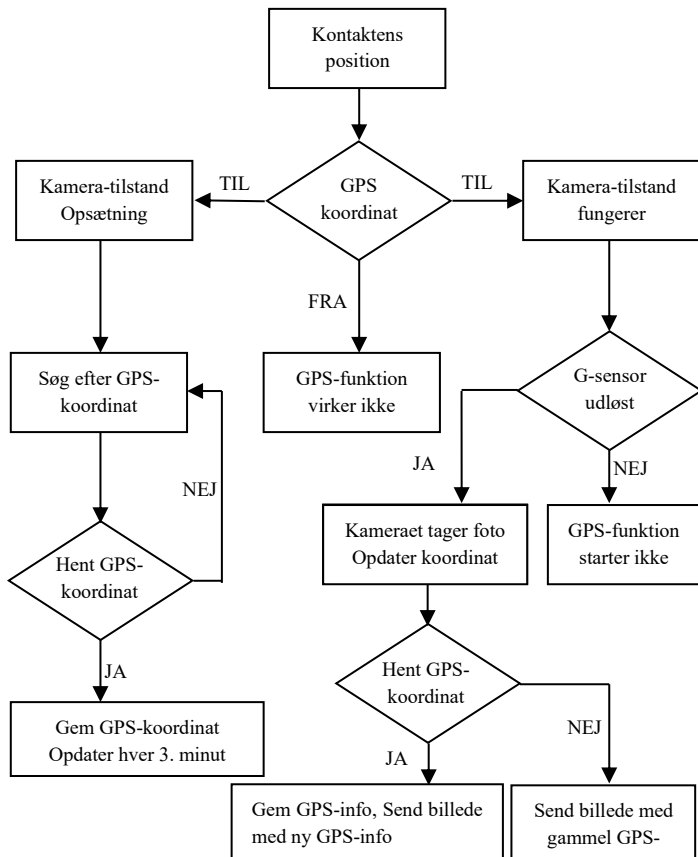 Kontaktens
position
Kamera-tilstand
Opsætning
TIL
GPS
koordinat
TIL
Kamera-tilstand
fungerer
FRA
Søg efter GPS-
koordinat
GPS-funktion
virker ikke
G-sensor
udløst
NEJ
JA
NEJ
Hent GPS-
koordinat
Kameraet tager foto
Opdater koordinat
GPS-funktion
starter ikke
JA
Hent GPS-
koordinat
Gem GPS-koordinat
Opdater hver 3. minut
JA
NEJ
Gem GPS-info, Send billede
med ny GPS-info
Send billede med
gammel GPS-